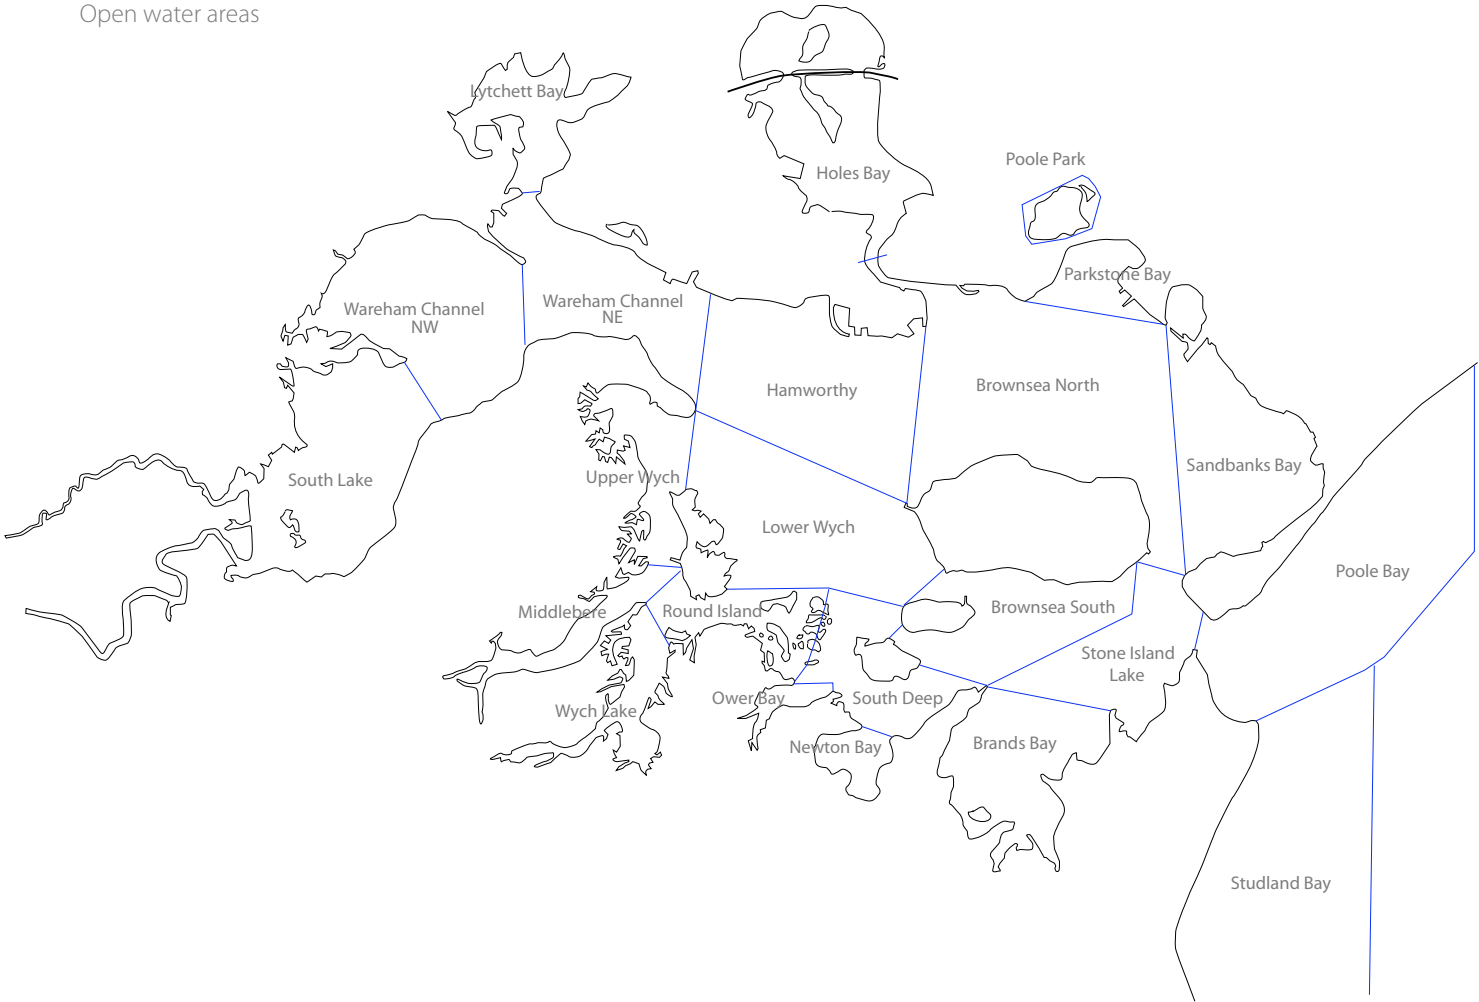 Open water areas
Lytchett Bay
Poole Park
Holes Bay
Parkstone Bay
Wareham Channel
NW
Wareham Channel
NE
Hamworthy
Brownsea North
Sandbanks Bay
South Lake
Upper Wych
Lower Wych
Poole Bay
Middlebere
Round Island
Brownsea South
Stone Island
Lake
Wych Lake
Ower Bay
South Deep
Newton Bay
Brands Bay
Studland Bay